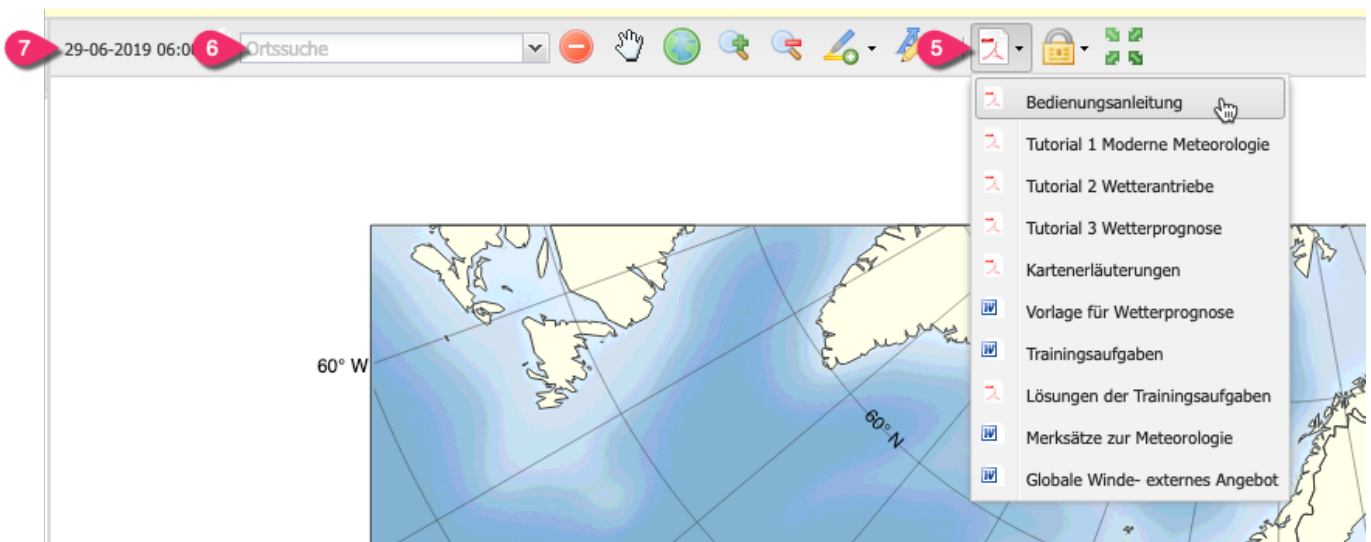 7
29-06-2019 06:00
6
Ortssuche
5
Bedienungsanleitung
Tutorial 1 Moderne Meteorologie
Tutorial 2 Wetterantriebe
Tutorial 3 Wetterprognose
Kartenerläuterungen
Vorlage für Wetterprognose
Trainingsaufgaben
Lösungen der Trainingsaufgaben
Merksätze zur Meteorologie
Globale Winde- externes Angebot
60° W
60° N